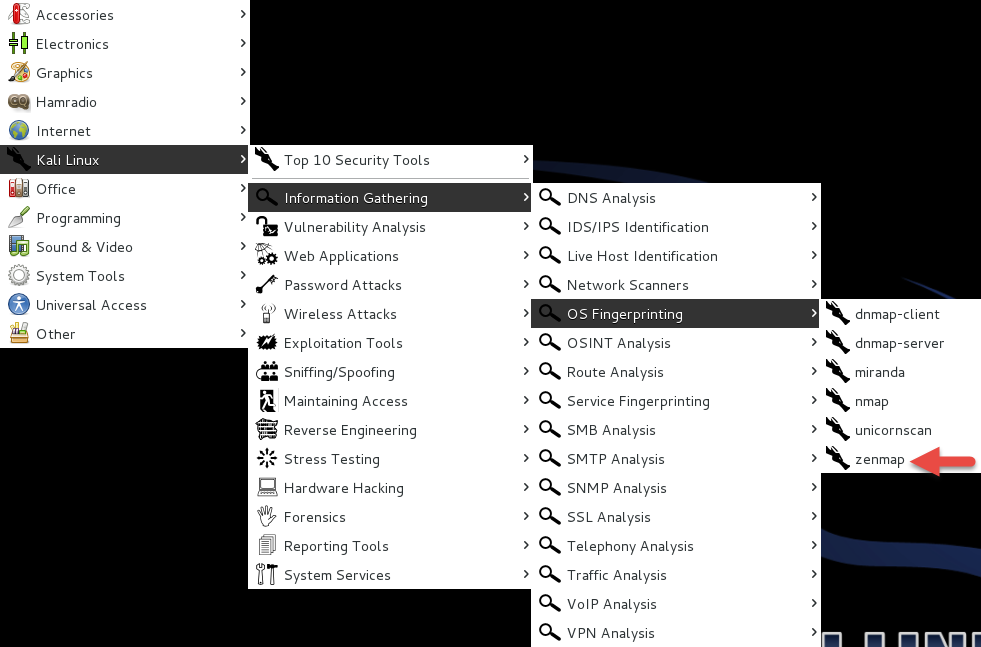 Accessories
Electronics
Graphics
Hamradio
Internet
Kali Linux
Office
Programming
Sound & Video
System Tools
Universal Access
Other
Top 10 Security Tools
Information Gathering
Vulnerability Analysis
Web Applications
Password Attacks
Wireless Attacks
Exploitation Tools
Sniffing/Spoofing
Maintaining Access
Reverse Engineering
Stress Testing
Hardware Hacking
Forensics
Reporting Tools
System Services
DNS Analysis
IDS/IPS Identification
Live Host Identification
Network Scanners
OS Fingerprinting
OSINT Analysis
Route Analysis
Service Fingerprinting
SMB Analysis
SMTP Analysis
SNMP Analysis
SSL Analysis
Telephony Analysis
Traffic Analysis
VoIP Analysis
VPN Analysis
dnmap-client
dnmap-server
miranda
nmap
unicornscan
zenmap